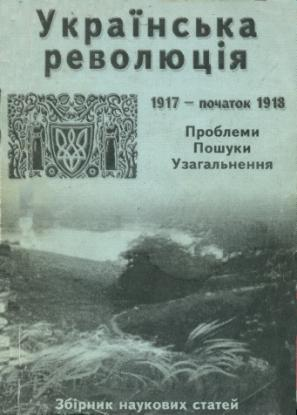 Українська
революція
1917 – початок 1918
Проблеми
Пошуки
Узагальнення
Збірник наукових статей